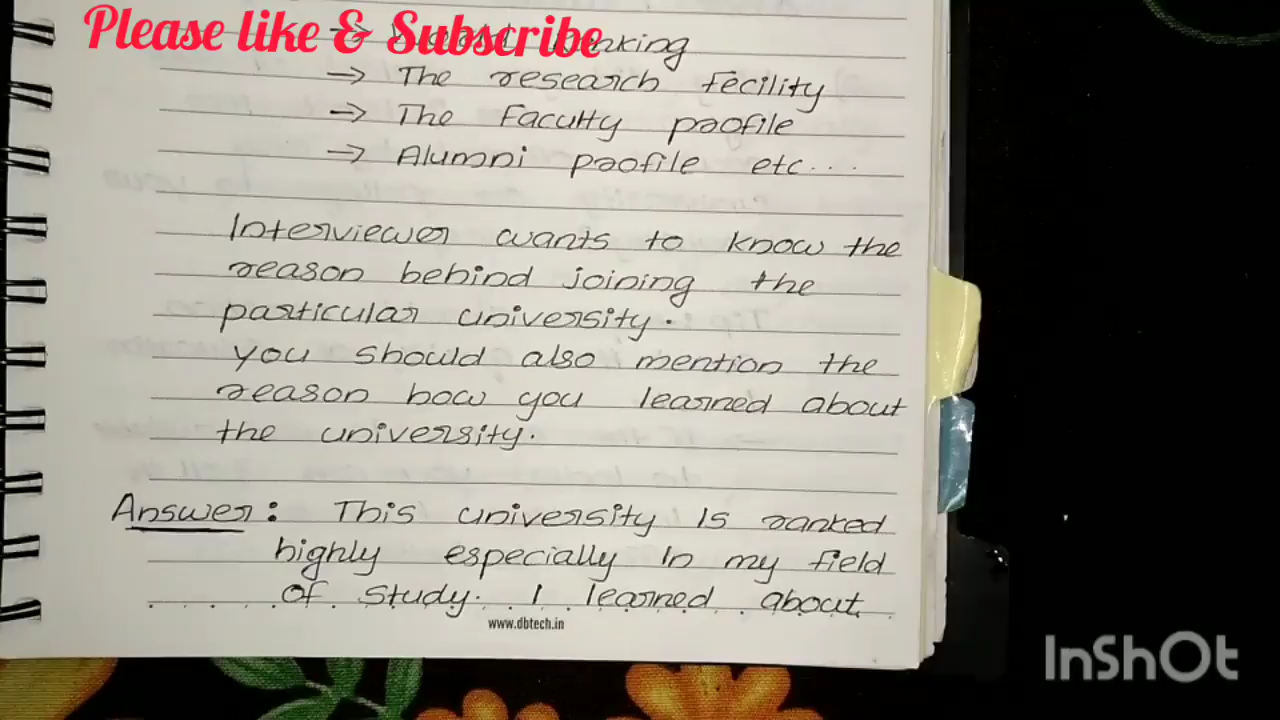 Please like & Subscribe
→ ranking
→ The research fecility
→ The Faculty profile
→ Alumni profile etc...
Interviewer wants to know the
reason behind joining the
particular university.
you should also mention the
reason how you learned about
the university.
Answer: This university is ranked
highly especially in my field
of study. I learned about
www.dbtech.in
InShOt